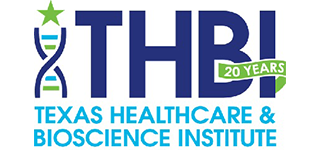 THBI
20 YEARS
TEXAS HEALTHCARE &
BIOSCIENCE INSTITUTE